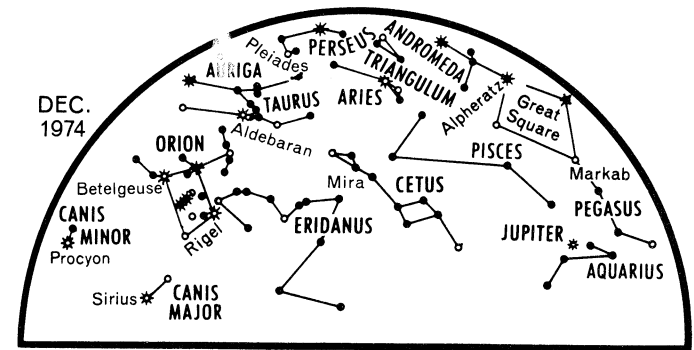 DEC.
1974
Pleiades
PERSEUS
ANDROMEDA
TRIANGULUM
AURIGA
TAURUS
ARIES
Aldebaran
Alpheratz
Great
Square
ORION
Betelgeuse
Rigel
Mira
CETUS
PISCES
Markab
PEGASUS
CANIS
MINOR
Procyon
ERIDANUS
JUPITER
AQUARIUS
Sirius
CANIS
MAJOR